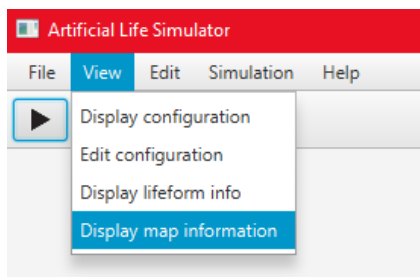 Artificial Life Simulator
File View Edit Simulation Help
Display configuration
Edit configuration
Display lifeform info
Display map information